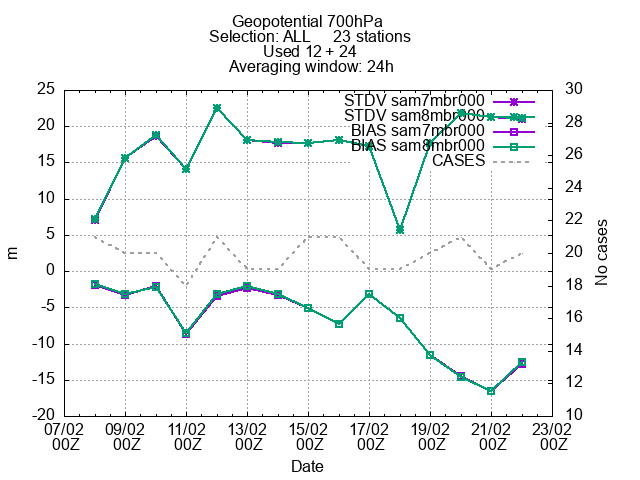 Geopotential 700hPa
Selection: ALL     23 stations
Used 12 + 24
Averaging window: 24h
STDV sam7mbr000
STDV sam8mbr000
BIAS sam7mbr000
BIAS sam8mbr000
CASES
25
20
15
10
5
0
-5
-10
-15
-20
m
30
28
26
24
22
20
18
16
14
12
10
No cases
07/02 09/02 11/02 13/02 15/02 17/02 19/02 21/02 23/02
00Z 00Z 00Z 00Z 00Z 00Z 00Z 00Z 00Z
Date